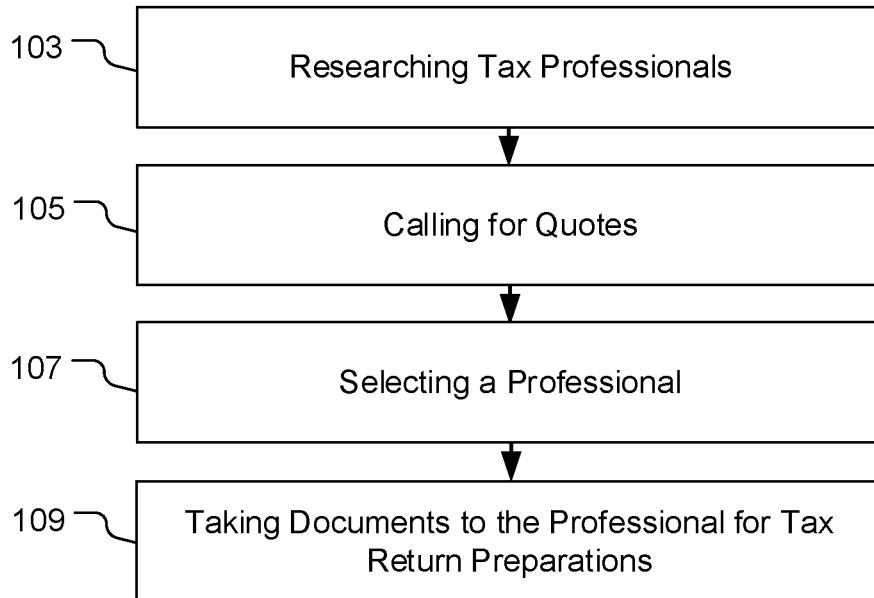 103
Researching Tax Professionals
105
Calling for Quotes
107
Selecting a Professional
109
Taking Documents to the Professional for Tax
Return Preparations